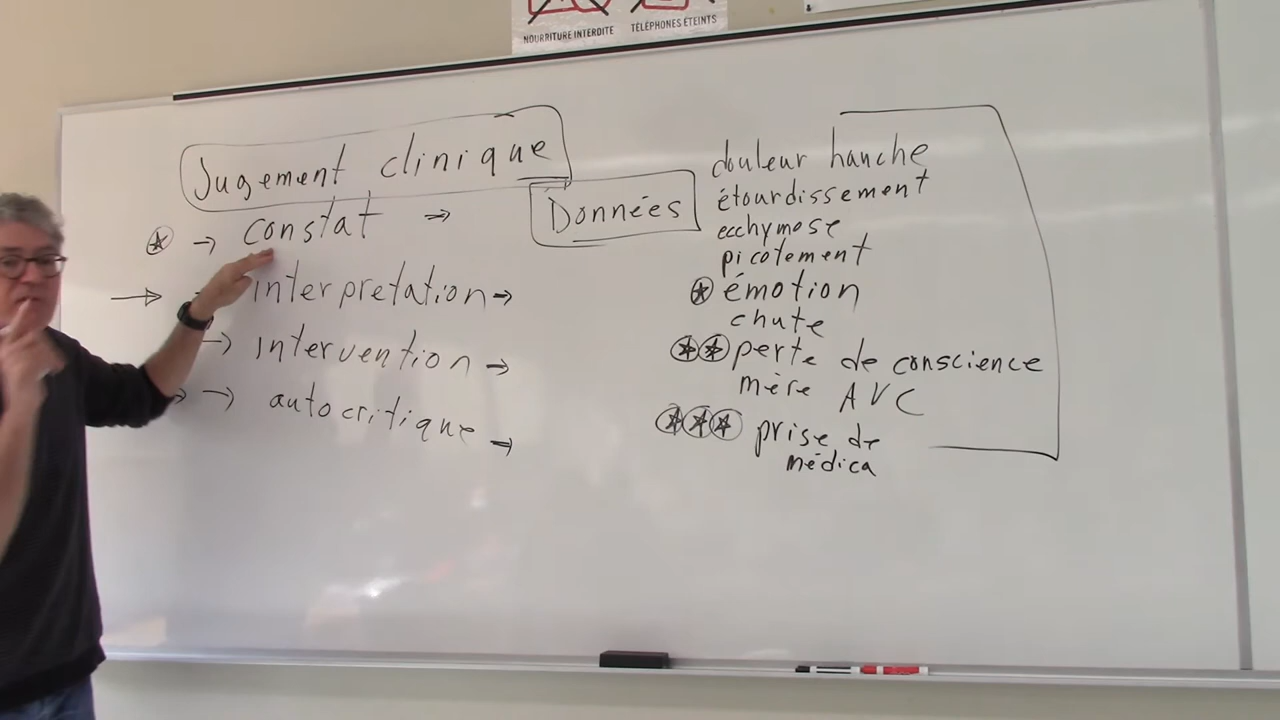 NOURRITURE INTERDITE
TÉLÉPHONES ÉTEINTS
Jugement clinique
→ constat →
Données
→ interprétation →
→ intervention →
→ autocritique →
douleur hanche
étourdissement
ecchymose
picotement
émotion
chute
perte de conscience
mère AVC
prise de
médica